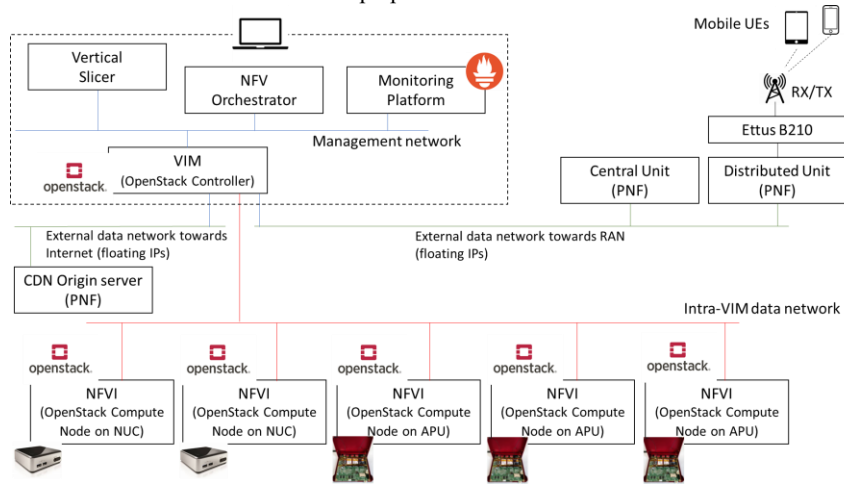 Mobile UEs
RX/TX
Vertical
Slicer
NFV
Orchestrator
Monitoring
Platform
Management network
Ettus B210
VIM
(OpenStack Controller)
openstack.
Central Unit
(PNF)
Distributed Unit
(PNF)
External data network towards
Internet (floating IPs)
External data network towards RAN
(floating IPs)
CDN Origin server
(PNF)
Intra-VIM data network
openstack.
openstack.
openstack.
openstack.
openstack.
NFVI
(OpenStack Compute
Node on NUC)
NFVI
(OpenStack Compute
Node on NUC)
NFVI
(OpenStack Compute
Node on APU)
NFVI
(OpenStack Compute
Node on APU)
NFVI
(OpenStack Compute
Node on APU)